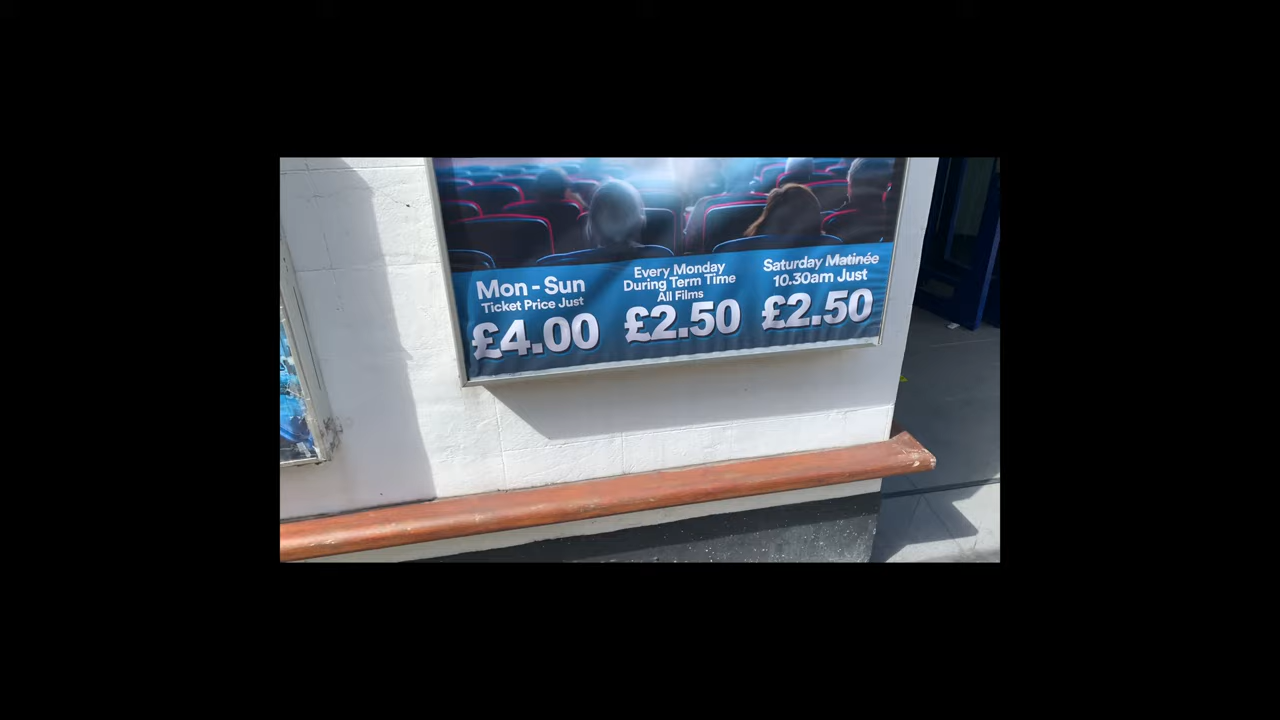 Mon - Sun
Ticket Price Just
£4.00
Every Monday
During Term Time
All Films
£2.50
Saturday Matinée
10.30am Just
£2.50